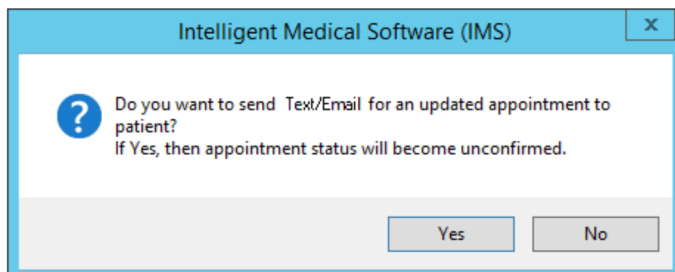 Intelligent Medical Software (IMS)
x
?
Do you want to send Text/Email for an updated appointment to
patient?
If Yes, then appointment status will become unconfirmed.
Yes
No